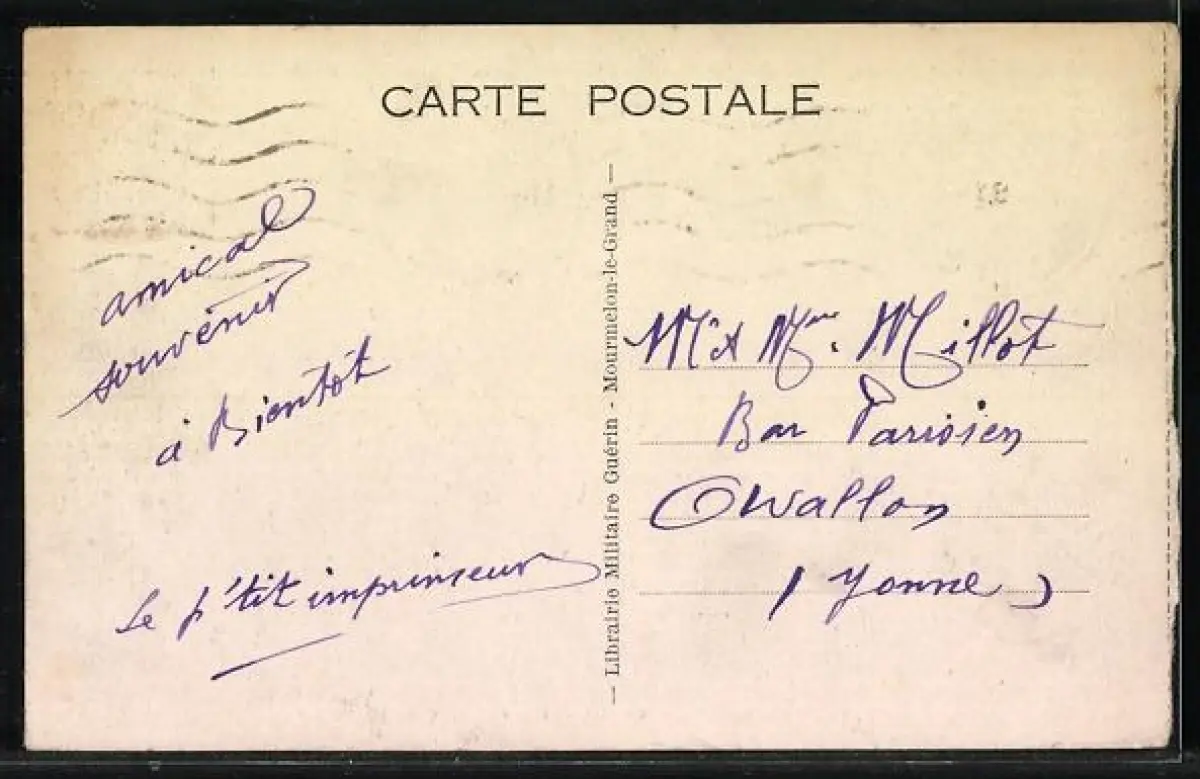 CARTE POSTALE
amical
souvenir
à Bientôt
Le p'tit imprimeur
— Librairie Militaire Guérin - Mourmelon-le-Grand —
Mr et Mme. Millot
Bar Parisien
Avallon
(Yonne)